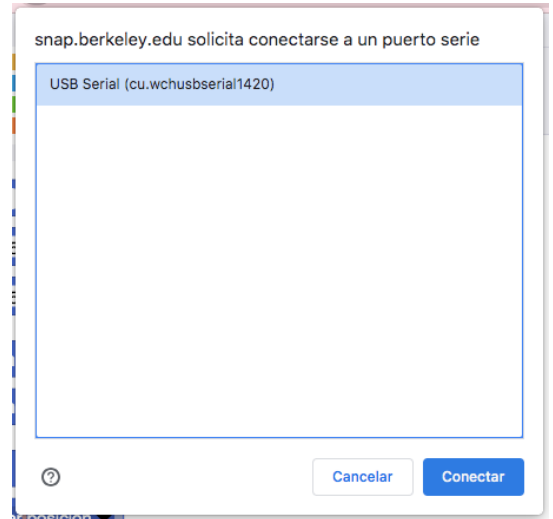 snap.berkeley.edu solicita conectarse a un puerto serie
USB Serial (cu.wchusbserial1420)
Cancelar
Conectar